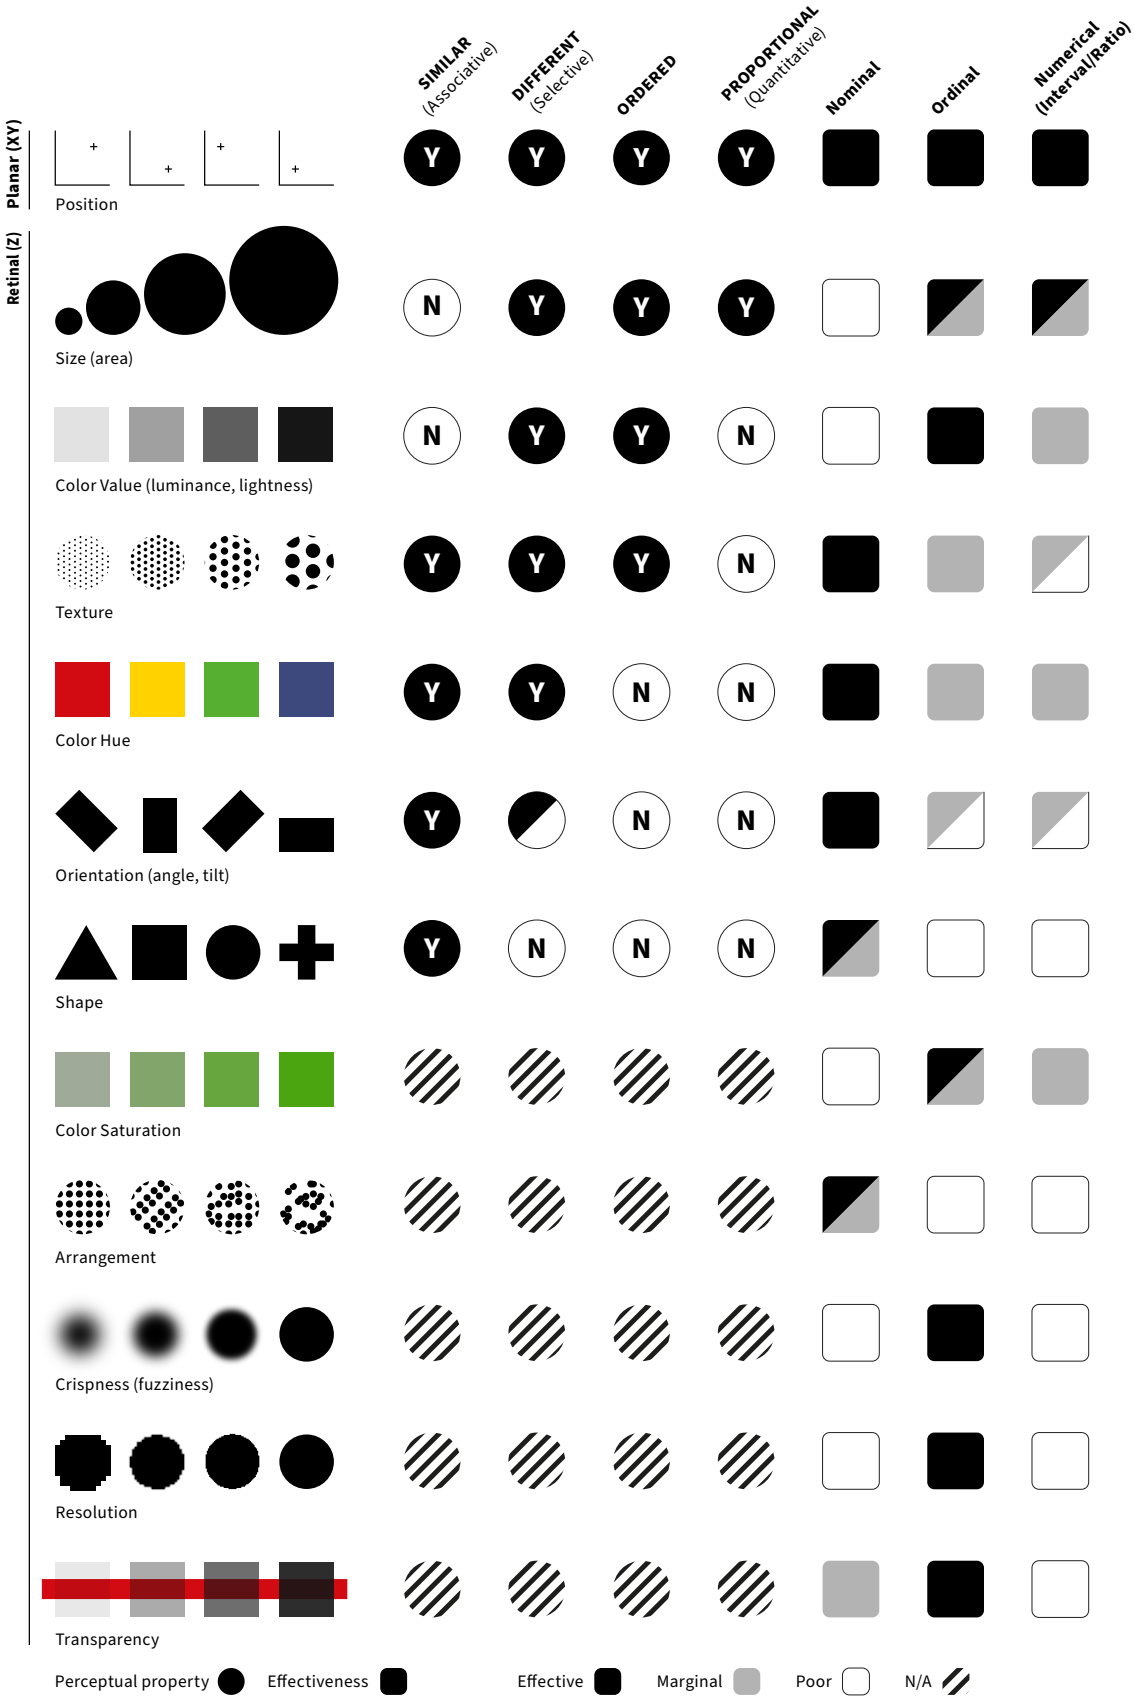 SIMILAR
(Associative)
DIFFERENT
(Selective)
ORDERED
PROPORTIONAL
(Quantitative)
Nominal
Ordinal
Numerical
(Interval/Ratio)
Planar (XY)
Y Y Y Y
Position
Retinal (Z)
N Y Y Y
Size (area)
N Y Y N
Color Value (luminance, lightness)
Y Y Y N
Texture
Y Y N N
Color Hue
Y N N
Orientation (angle, tilt)
Y N N N
Shape
Color Saturation
Arrangement
Crispness (fuzziness)
Resolution
Transparency
Perceptual property Effectiveness Effective Marginal Poor N/A